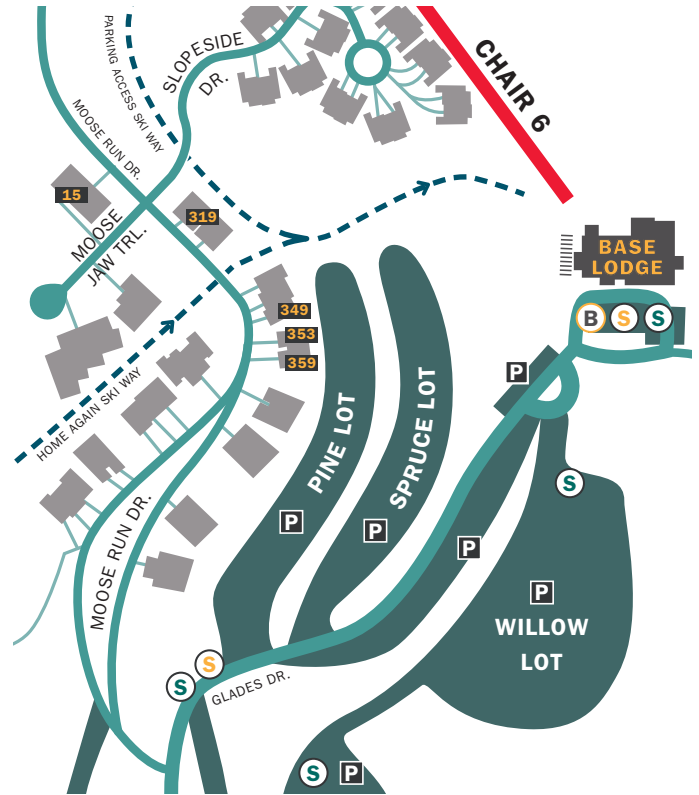 PARKING ACCESS SKI WAY
SLOPESIDE
DR.
CHAIR 6
MOOSE RUN DR.
15
319
MOOSE
JAW TRL.
BASE
LODGE
349
B
S
S
353
359
P
HOME AGAIN SKI WAY
PINE LOT
SPRUCE LOT
S
P
P
P
MOOSE RUN DR.
P
WILLOW
LOT
S
S
GLADES DR.
S
P